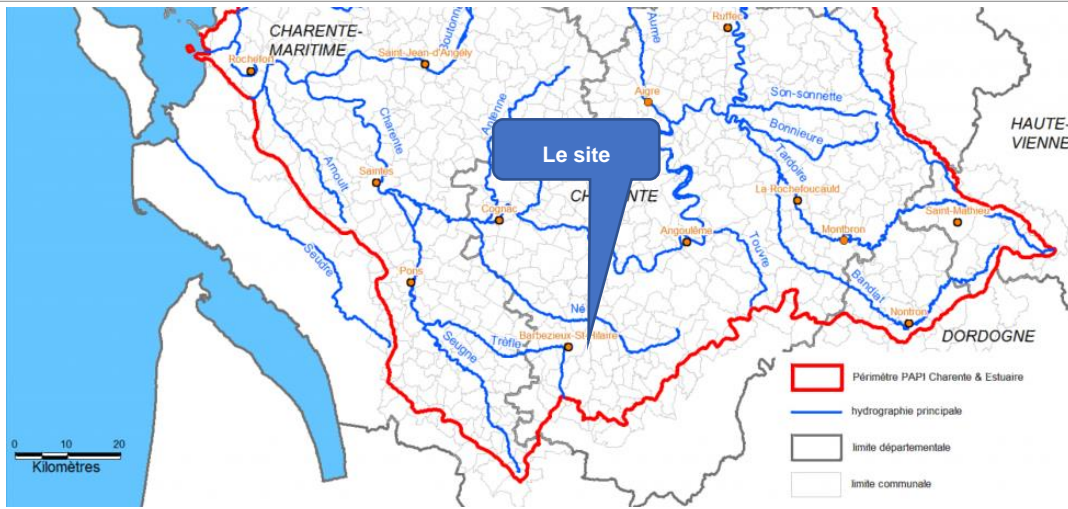 CHARENTE-
MARITIME
Rochefort
Saint-Jean-d'Angely
Boutonne
Aume
Ruffec
Aigre
Son-sonnette
Bonnieure
HAUTE-
VIENNE
Charente
Antenne
Le site
Arnoult
Saintes
Cognac
Tardoire
La Rochefoucauld
Montbron
Saint-Mathieu
Angoulême
Touvre
Seudre
Pons
Né
Bandiat
Nontron
Barbezieux-St-Hilaire
Trèfle
Seugne
DORDOGNE
Périmètre PAPI Charente & Estuaire
hydrographie principale
limite départementale
limite communale
0 10 20
Kilomètres